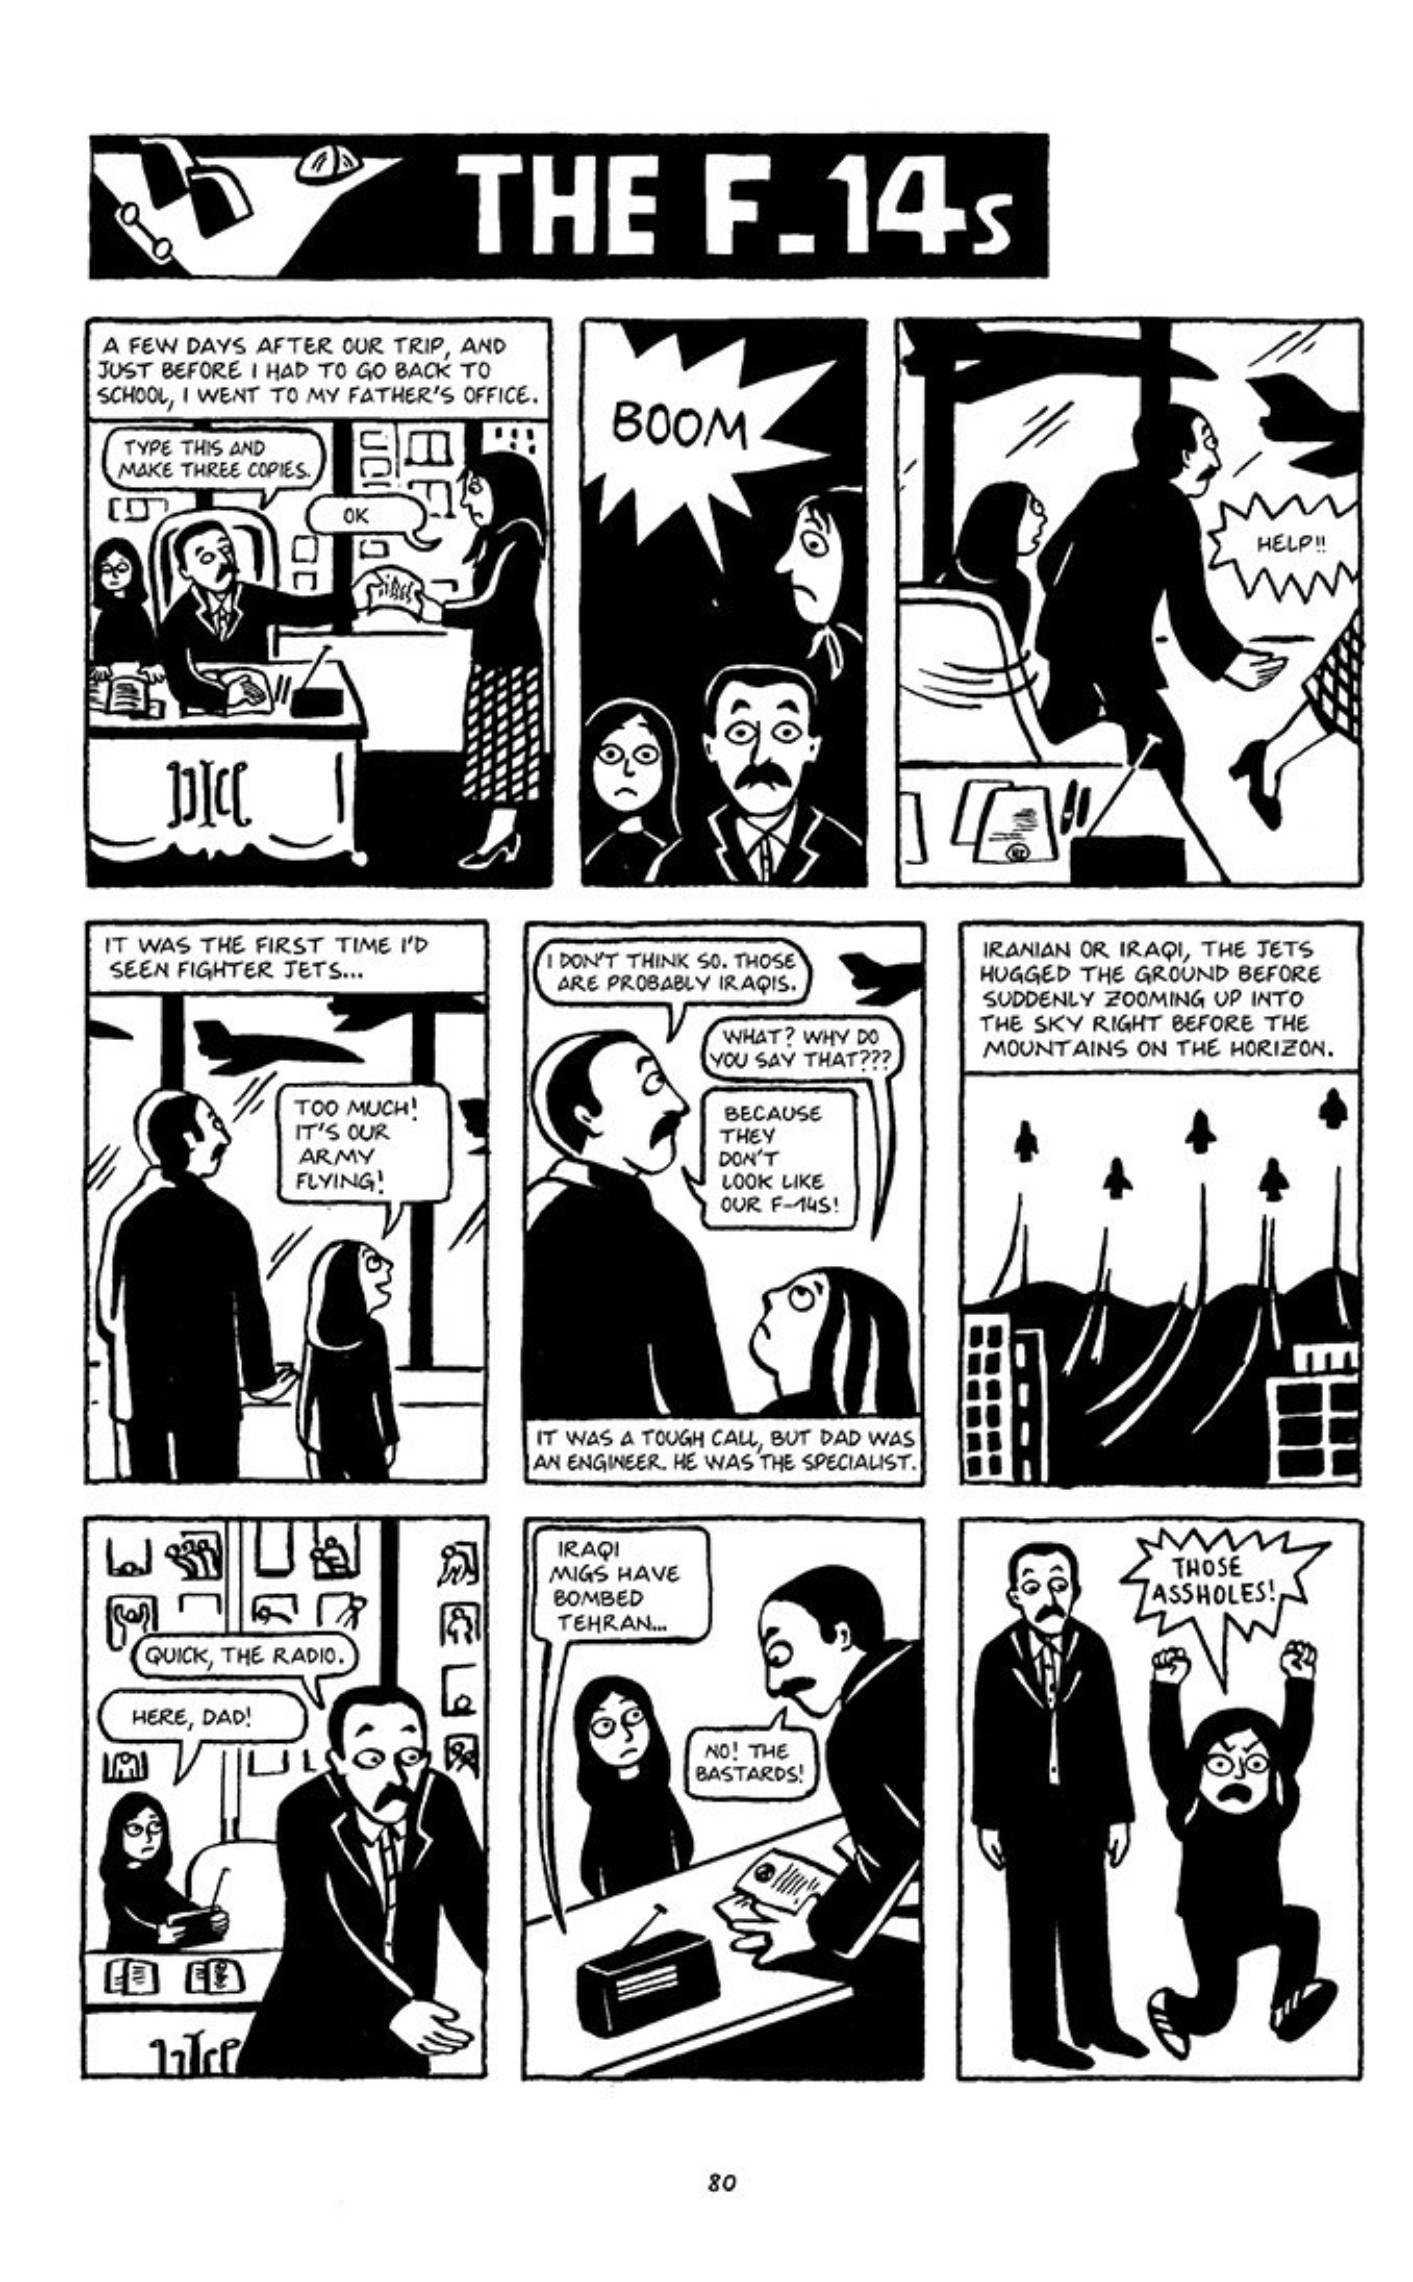 THE F.14s
A FEW DAYS AFTER OUR TRIP, AND
JUST BEFORE I HAD TO GO BACK TO
SCHOOL, I WENT TO MY FATHER'S OFFICE.
TYPE THIS AND
MAKE THREE COPIES.
OK
BOOM
HELP!!
IT WAS THE FIRST TIME I'D
SEEN FIGHTER JETS...
TOO MUCH!
IT'S OUR
ARMY
FLYING!
I DON'T THINK SO. THOSE
ARE PROBABLY IRAQIS.
WHAT? WHY DO
YOU SAY THAT???
BECAUSE
THEY
DON'T
LOOK LIKE
OUR F-14S!
IT WAS A TOUGH CALL, BUT DAD WAS
AN ENGINEER. HE WAS THE SPECIALIST.
IRANIAN OR IRAQI, THE JETS
HUGGED THE GROUND BEFORE
SUDDENLY ZOOMING UP INTO
THE SKY RIGHT BEFORE THE
MOUNTAINS ON THE HORIZON.
QUICK, THE RADIO.
HERE, DAD!
IRAQI
MIGS HAVE
BOMBED
TEHRAN...
NO! THE
BASTARDS!
THOSE
ASSHOLES!
80